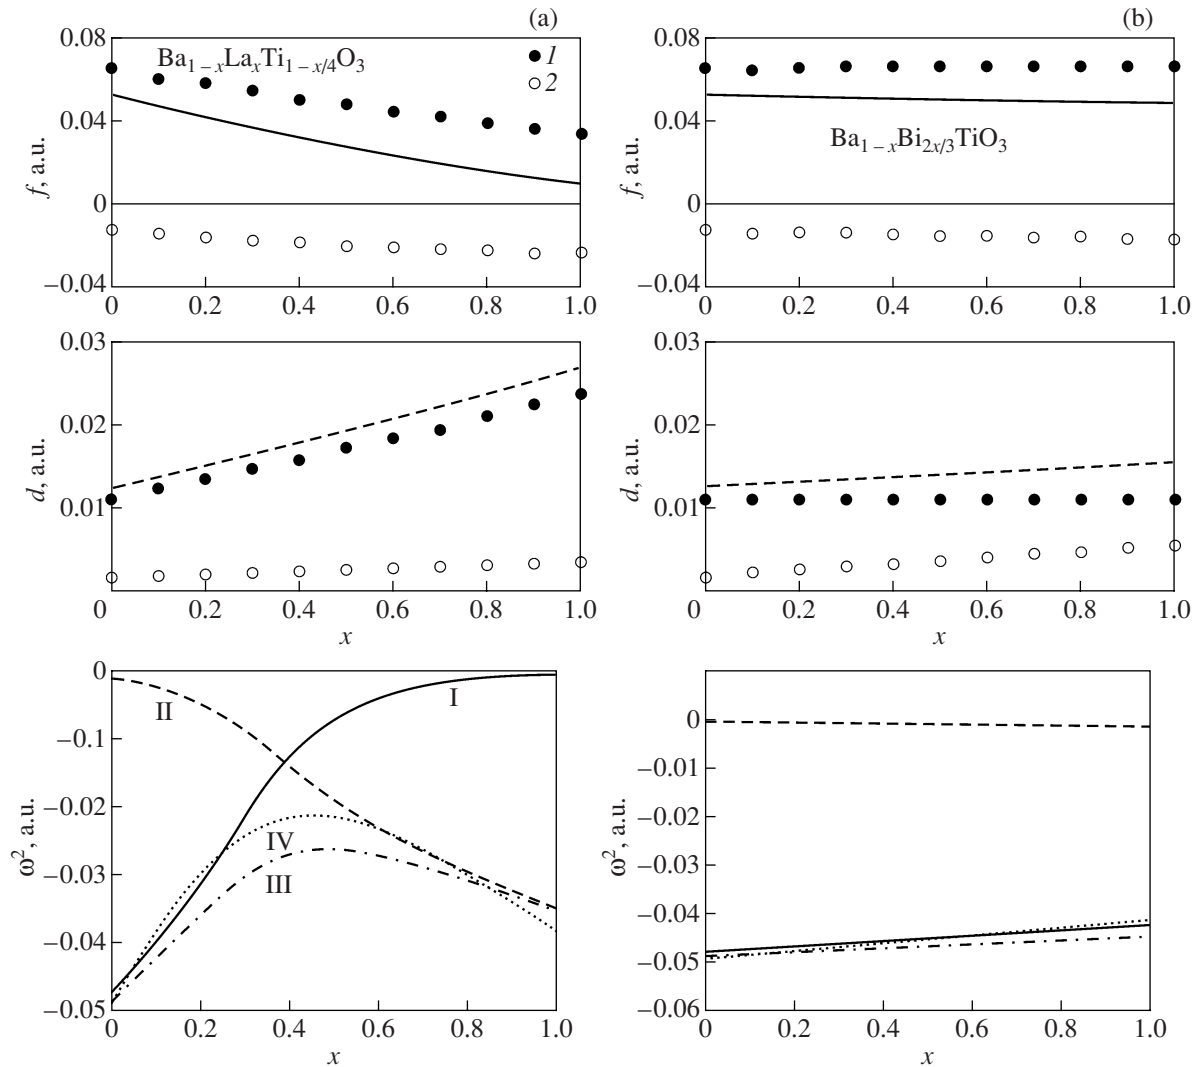 (a)
0.08
Ba1 – xLaxTi1 – x/4O3
1
2
0.04
f, a.u.
0
–0.04
0 0.2 0.4 0.6 0.8 1.0
(b)
0.08
0.04
Ba1 – xBi2x/3TiO3
f, a.u.
0
–0.04
0 0.2 0.4 0.6 0.8 1.0
0.03
0.02
d, a.u.
0.01
0 0.2 0.4 0.6 0.8 1.0
x
0.03
0.02
d, a.u.
0.01
0 0.2 0.4 0.6 0.8 1.0
x
0
II
I
–0.1
–0.02
IV
ω², a.u.
–0.03
III
–0.04
–0.05
0 0.2 0.4 0.6 0.8 1.0
x
0
–0.01
–0.02
ω², a.u.
–0.03
–0.04
–0.05
–0.06
0 0.2 0.4 0.6 0.8 1.0
x